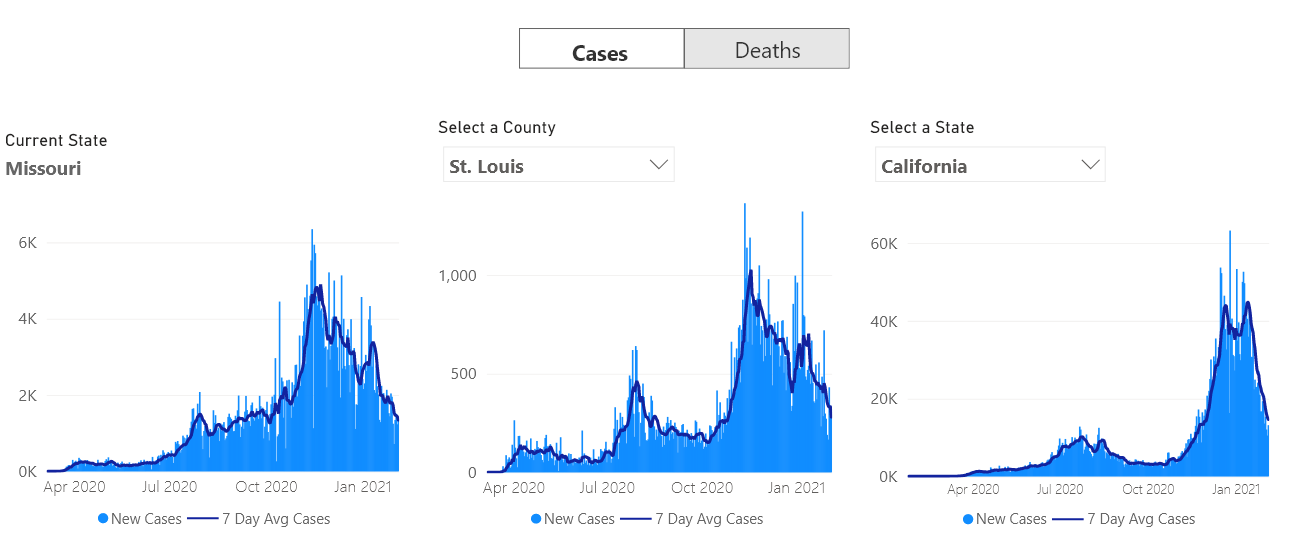 Cases
Deaths
Current State
Missouri
6K
4K
2K
0K
Apr 2020
Jul 2020
Oct 2020
Jan 2021
New Cases
7 Day Avg Cases
Select a County
St. Louis
1,000
500
0
Apr 2020
Jul 2020
Oct 2020
Jan 2021
New Cases
7 Day Avg Cases
Select a State
California
60K
40K
20K
0K
Apr 2020
Jul 2020
Oct 2020
Jan 2021
New Cases
7 Day Avg Cases